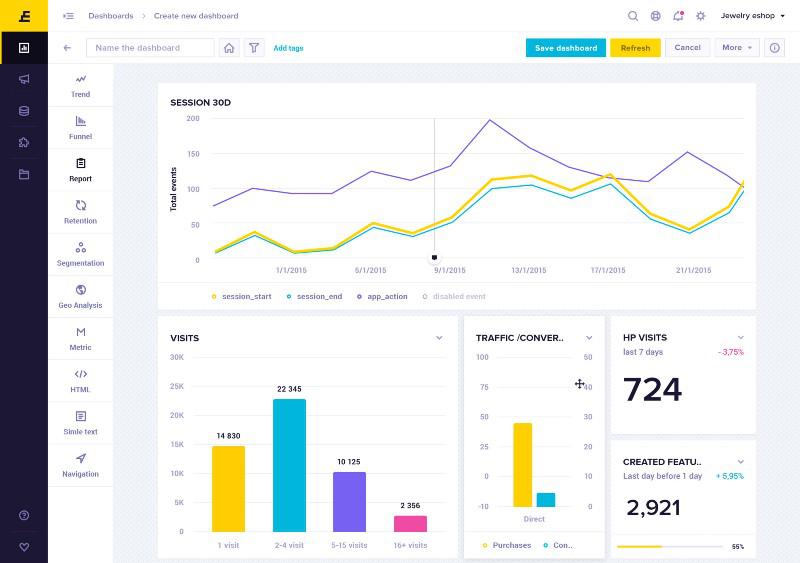 Dashboards
Create new dashboard
Jewelry eshop
Name the dashboard
Add tags
Save dashboard
Refresh
Cancel
More
Trend
Funnel
Report
Retention
Segmentation
Geo Analysis
Metric
HTML
Simle text
Navigation
SESSION 30D
Total events
200
150
100
50
0
1/1/2015
5/1/2015
9/1/2015
13/1/2015
17/1/2015
21/1/2015
session_start
session_end
app_action
disabled event
VISITS
30K
25K
20K
15K
10K
5K
0
14 830
22 345
10 125
2 356
1 visit
2-4 visit
5-15 visits
16+ visits
TRAFFIC /CONVER..
100
75
50
25
0
-10
50
40
30
20
10
0
Direct
Purchases
Con..
HP VISITS
last 7 days
- 3,75%
724
CREATED FEATU..
Last day before 1 day
+ 5,95%
2,921
55%